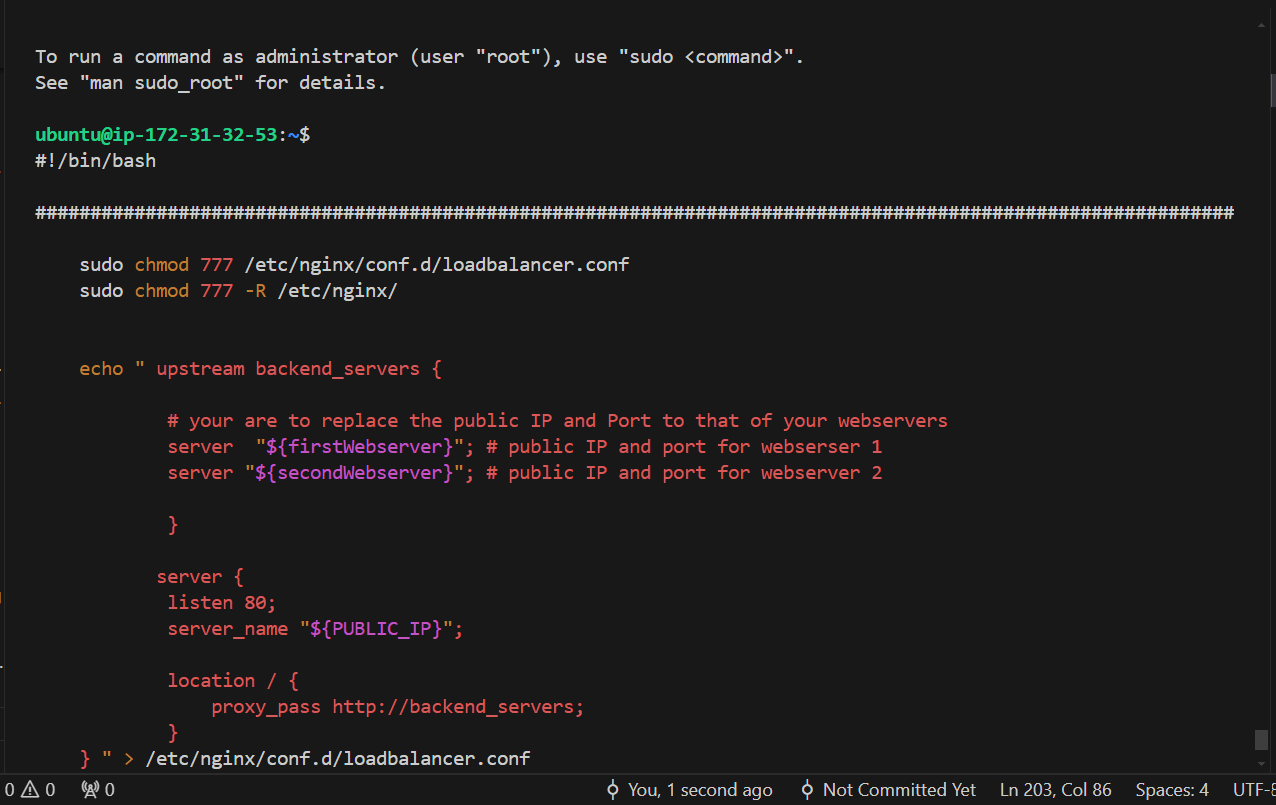 To run a command as administrator (user "root"), use "sudo <command>".
See "man sudo_root" for details.
ubuntu@ip-172-31-32-53:~$
#!/bin/bash
#############################################################################################################
sudo chmod 777 /etc/nginx/conf.d/loadbalancer.conf
sudo chmod 777 -R /etc/nginx/
echo " upstream backend_servers {
# your are to replace the public IP and Port to that of your webservers
server  "${firstWebserver}"; # public IP and port for webserser 1
server "${secondWebserver}"; # public IP and port for webserver 2
}
server {
listen 80;
server_name "${PUBLIC_IP}";
location / {
proxy_pass http://backend_servers;
}
} " > /etc/nginx/conf.d/loadbalancer.conf
0 0 0 You, 1 second ago Not Committed Yet Ln 203, Col 86 Spaces: 4